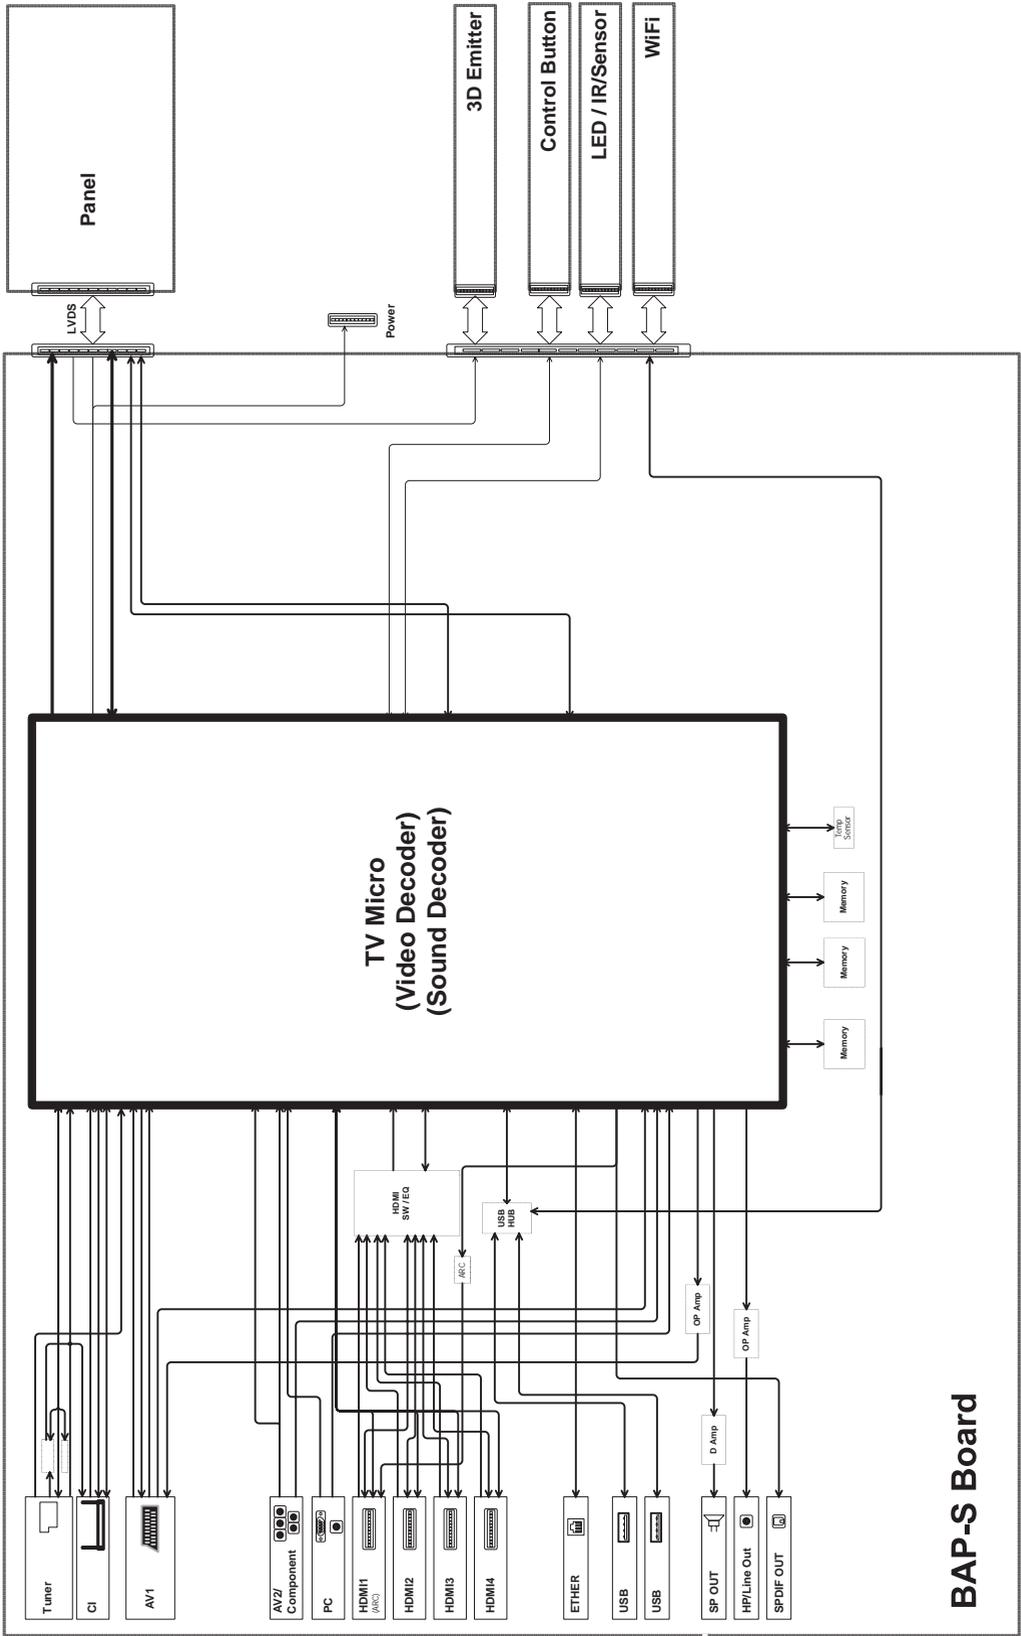 Tuner
CI
AV1
AV2/
Component
PC
HDMI1
(ARC)
HDMI2
HDMI3
HDMI4
ETHER
USB
USB
SP OUT
HP/Line Out
SPDIF OUT
D Amp
OP Amp
OP Amp
ARC
HDMI
SW / EQ
USB
HUB
TV Micro
(Video Decoder)
(Sound Decoder)
Memory
Memory
Memory
Temp
Sensor
LVDS
Power
Panel
3D Emitter
Control Button
LED / IR/Sensor
WiFi
BAP-S Board